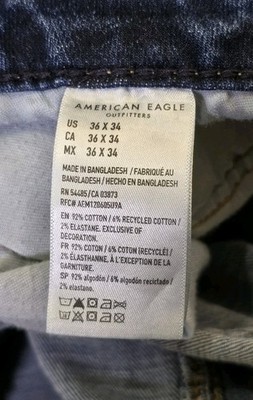 AMERICAN EAGLE
OUTFITTERS
US 36 X 34
CA 36 X 34
MX 36 X 34
MADE IN BANGLADESH / FABRIQUÉ AU
BANGLADESH / HECHO EN BANGLADESH
RN 54485/CA 03873
RFC# AEM120605U9A
EN 92% COTTON / 6% RECYCLED COTTON /
2% ELASTANE. EXCLUSIVE OF
DECORATION.
FR 92% COTON / 6% COTON (RECYCLÉ) /
2% ÉLASTHANNE. À L'EXCEPTION DE LA
GARNITURE.
SP 92% algodón / 6% algodón reciclado /
2% elastano.